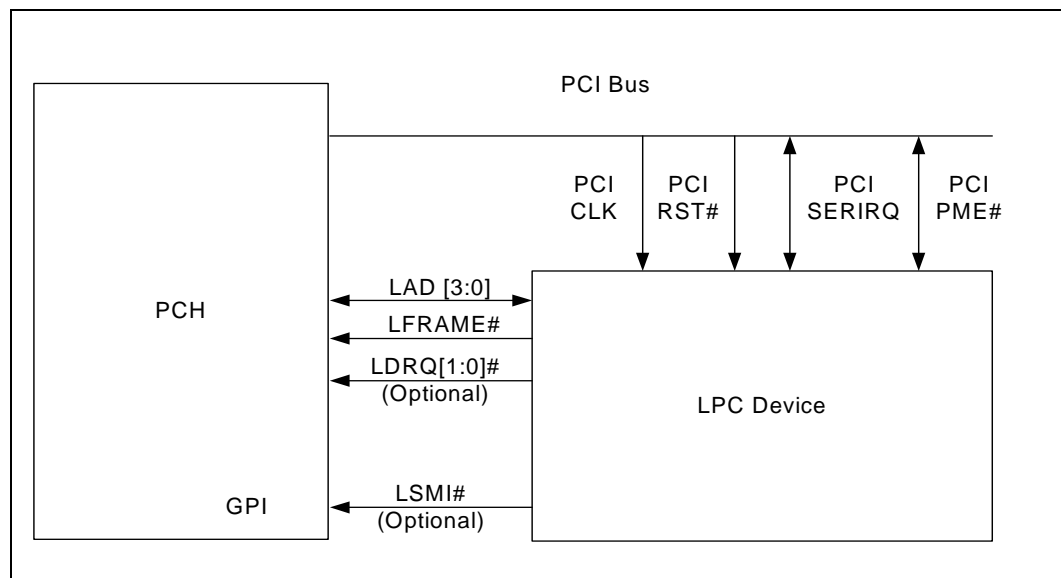 PCI Bus
PCI
CLK
PCI
RST#
PCI
SERIRQ
PCI
PME#
PCH
LAD [3:0]
LFRAME#
LDRQ[1:0]#
(Optional)
LPC Device
GPI
LSMI#
(Optional)